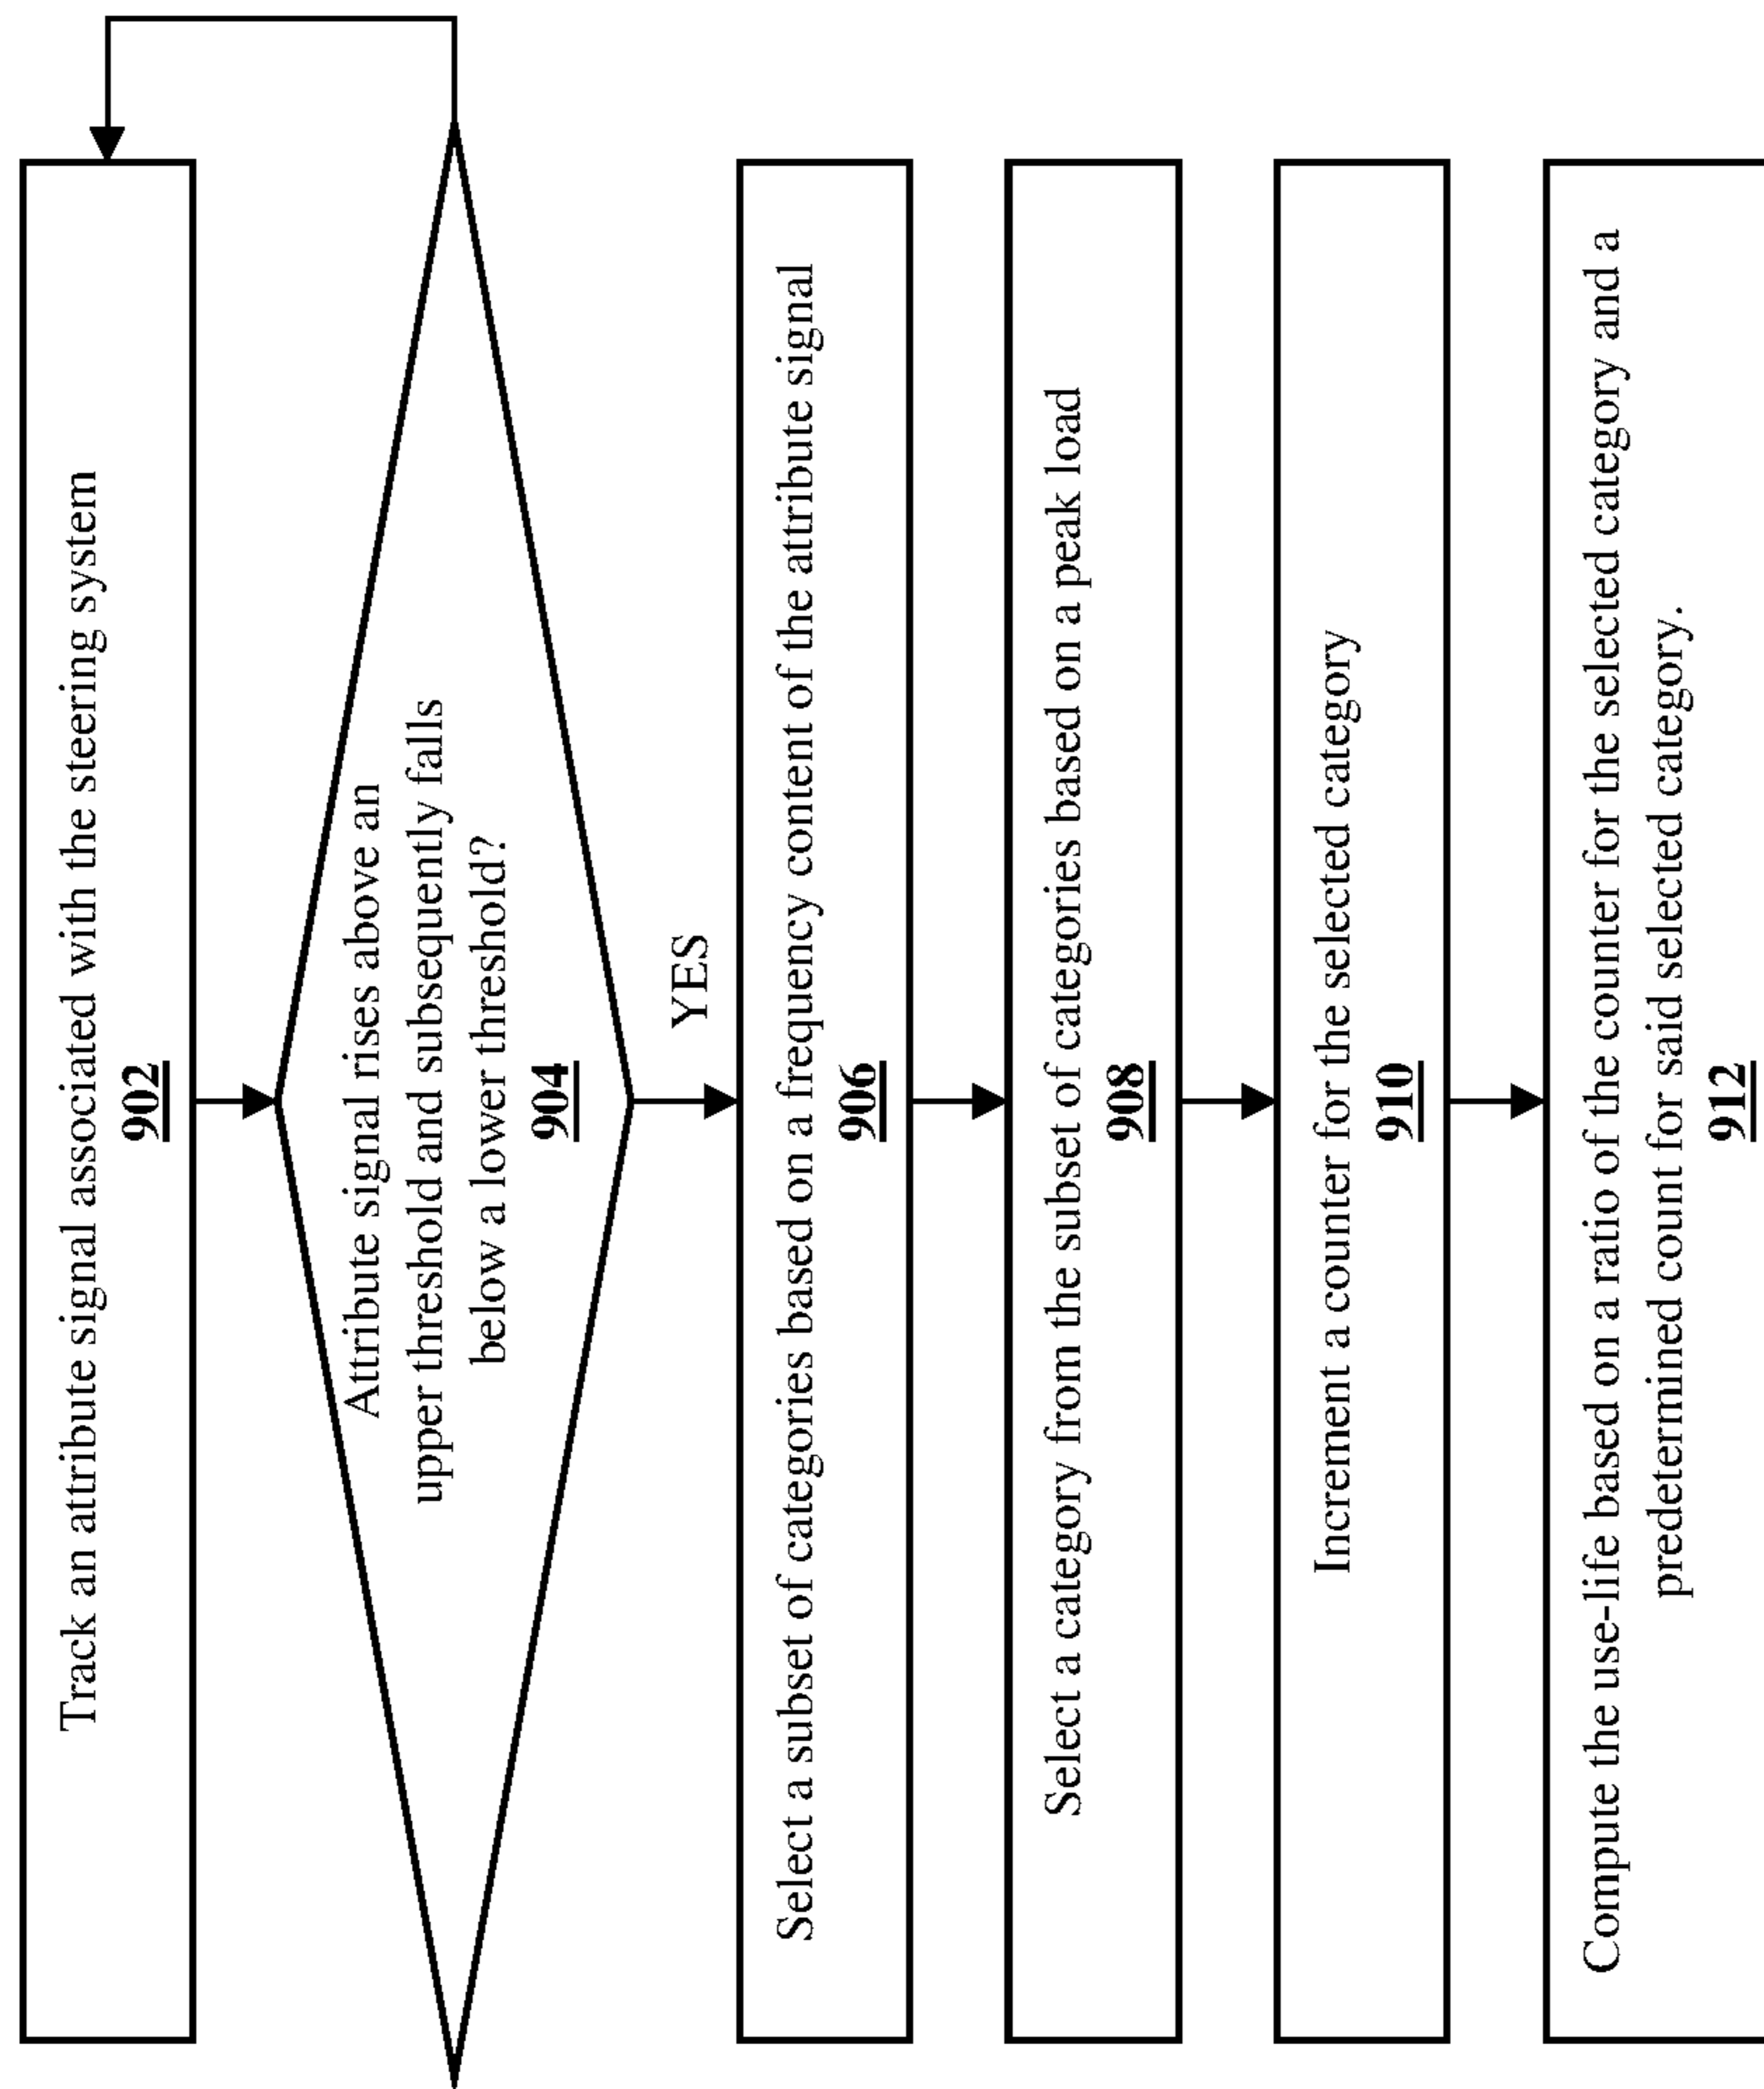 Track an attribute signal associated with the steering system
902
Attribute signal rises above an
upper threshold and subsequently falls
below a lower threshold?
904
YES
Select a subset of categories based on a frequency content of the attribute signal
906
Select a category from the subset of categories based on a peak load
908
Increment a counter for the selected category
910
Compute the use-life based on a ratio of the counter for the selected category and a
predetermined count for said selected category.
912